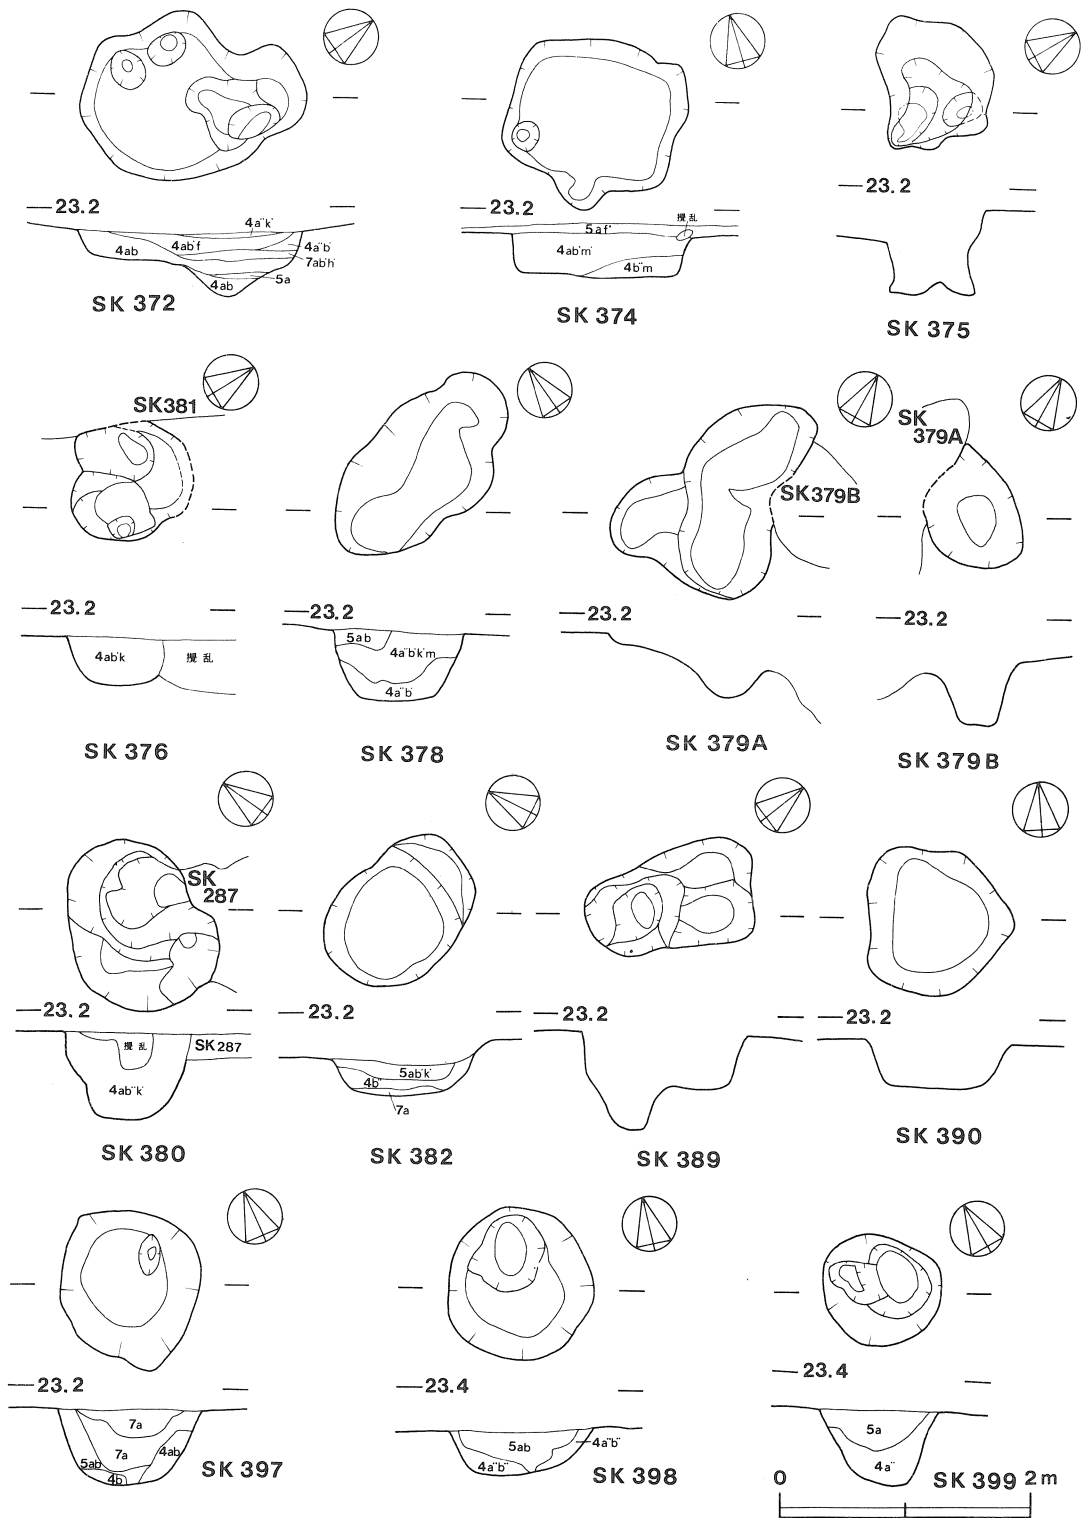 23.2
4a''k'
4ab
4ab'f
4a''b'
7ab'h'
4ab
5a
SK 372
23.2
5af'
攪乱
4ab'm'
4b''m
SK 374
23.2
SK 375
SK381
23.2
4ab'k
攪乱
SK 376
23.2
5ab
4a''b'k'm
4a''b'
SK 378
SK379B
23.2
SK 379A
SK
379A
23.2
SK 379B
SK
287
23.2
攪乱
SK 287
4ab''k'
SK 380
23.2
5ab'k'
4b''
7a
SK 382
23.2
SK 389
23.2
SK 390
23.2
7a
7a
4ab
5ab
4b
SK 397
23.4
5ab
4a''b''
4a''b''
SK 398
23.4
5a
4a''
SK 399
0 2m